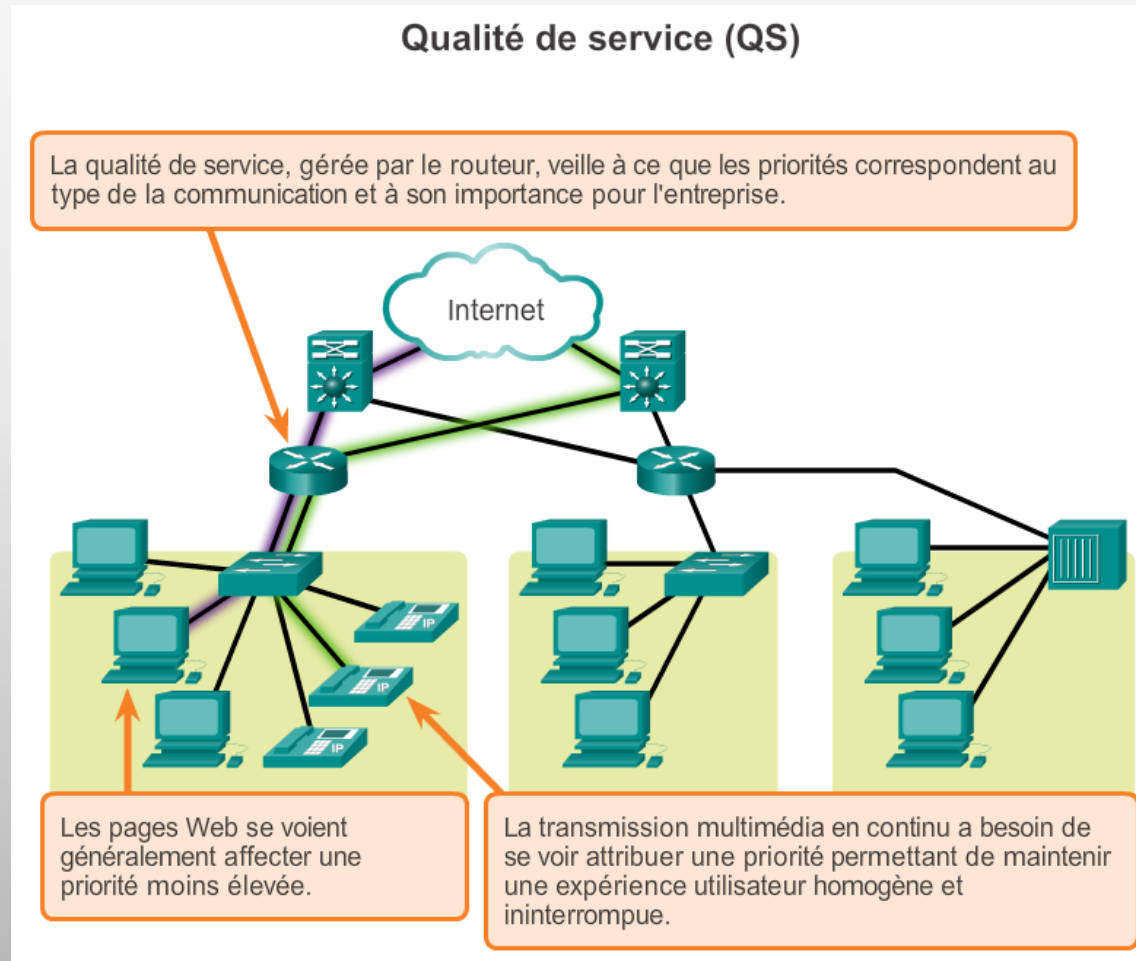 Qualité de service (QS)
La qualité de service, gérée par le routeur, veille à ce que les priorités correspondent au
type de la communication et à son importance pour l'entreprise.
Internet
IP
IP
IP
Les pages Web se voient
généralement affecter une
priorité moins élevée.
La transmission multimédia en continu a besoin de
se voir attribuer une priorité permettant de maintenir
une expérience utilisateur homogène et
ininterrompue.